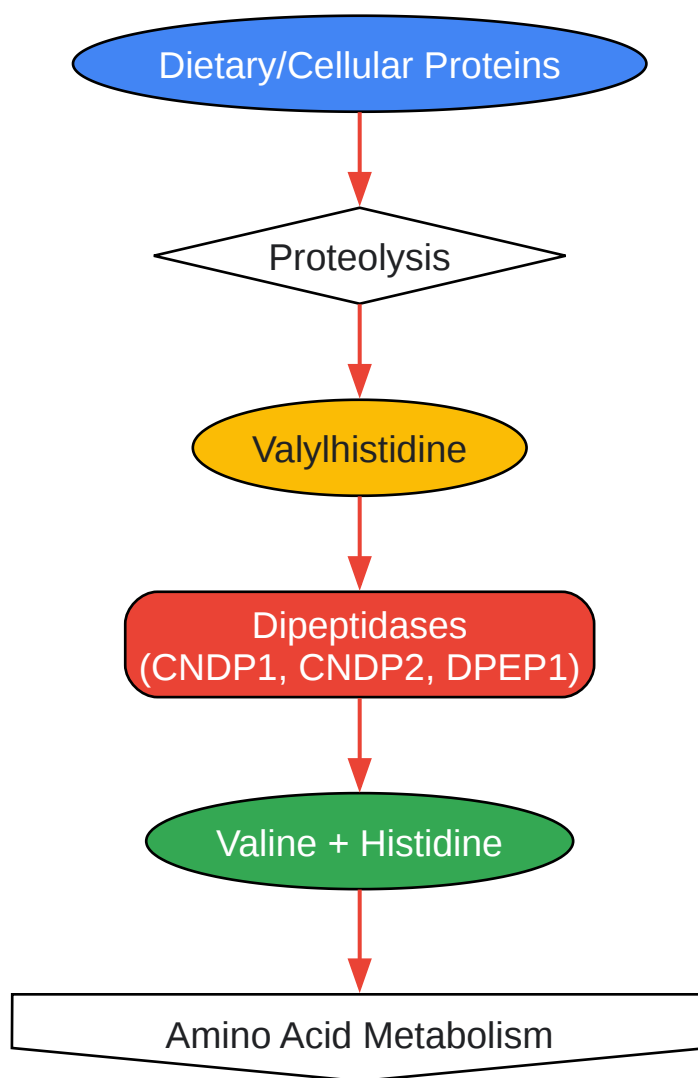 Dietary/Cellular Proteins
Proteolysis
Valylhistidine
Dipeptidases
(CNDP1, CNDP2, DPEP1)
Valine + Histidine
Amino Acid Metabolism